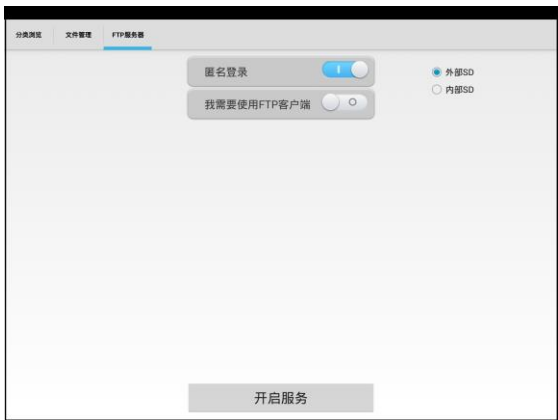 分类浏览 文件管理 FTP服务器
匿名登录
外部SD
内部SD
我需要使用FTP客户端
开启服务